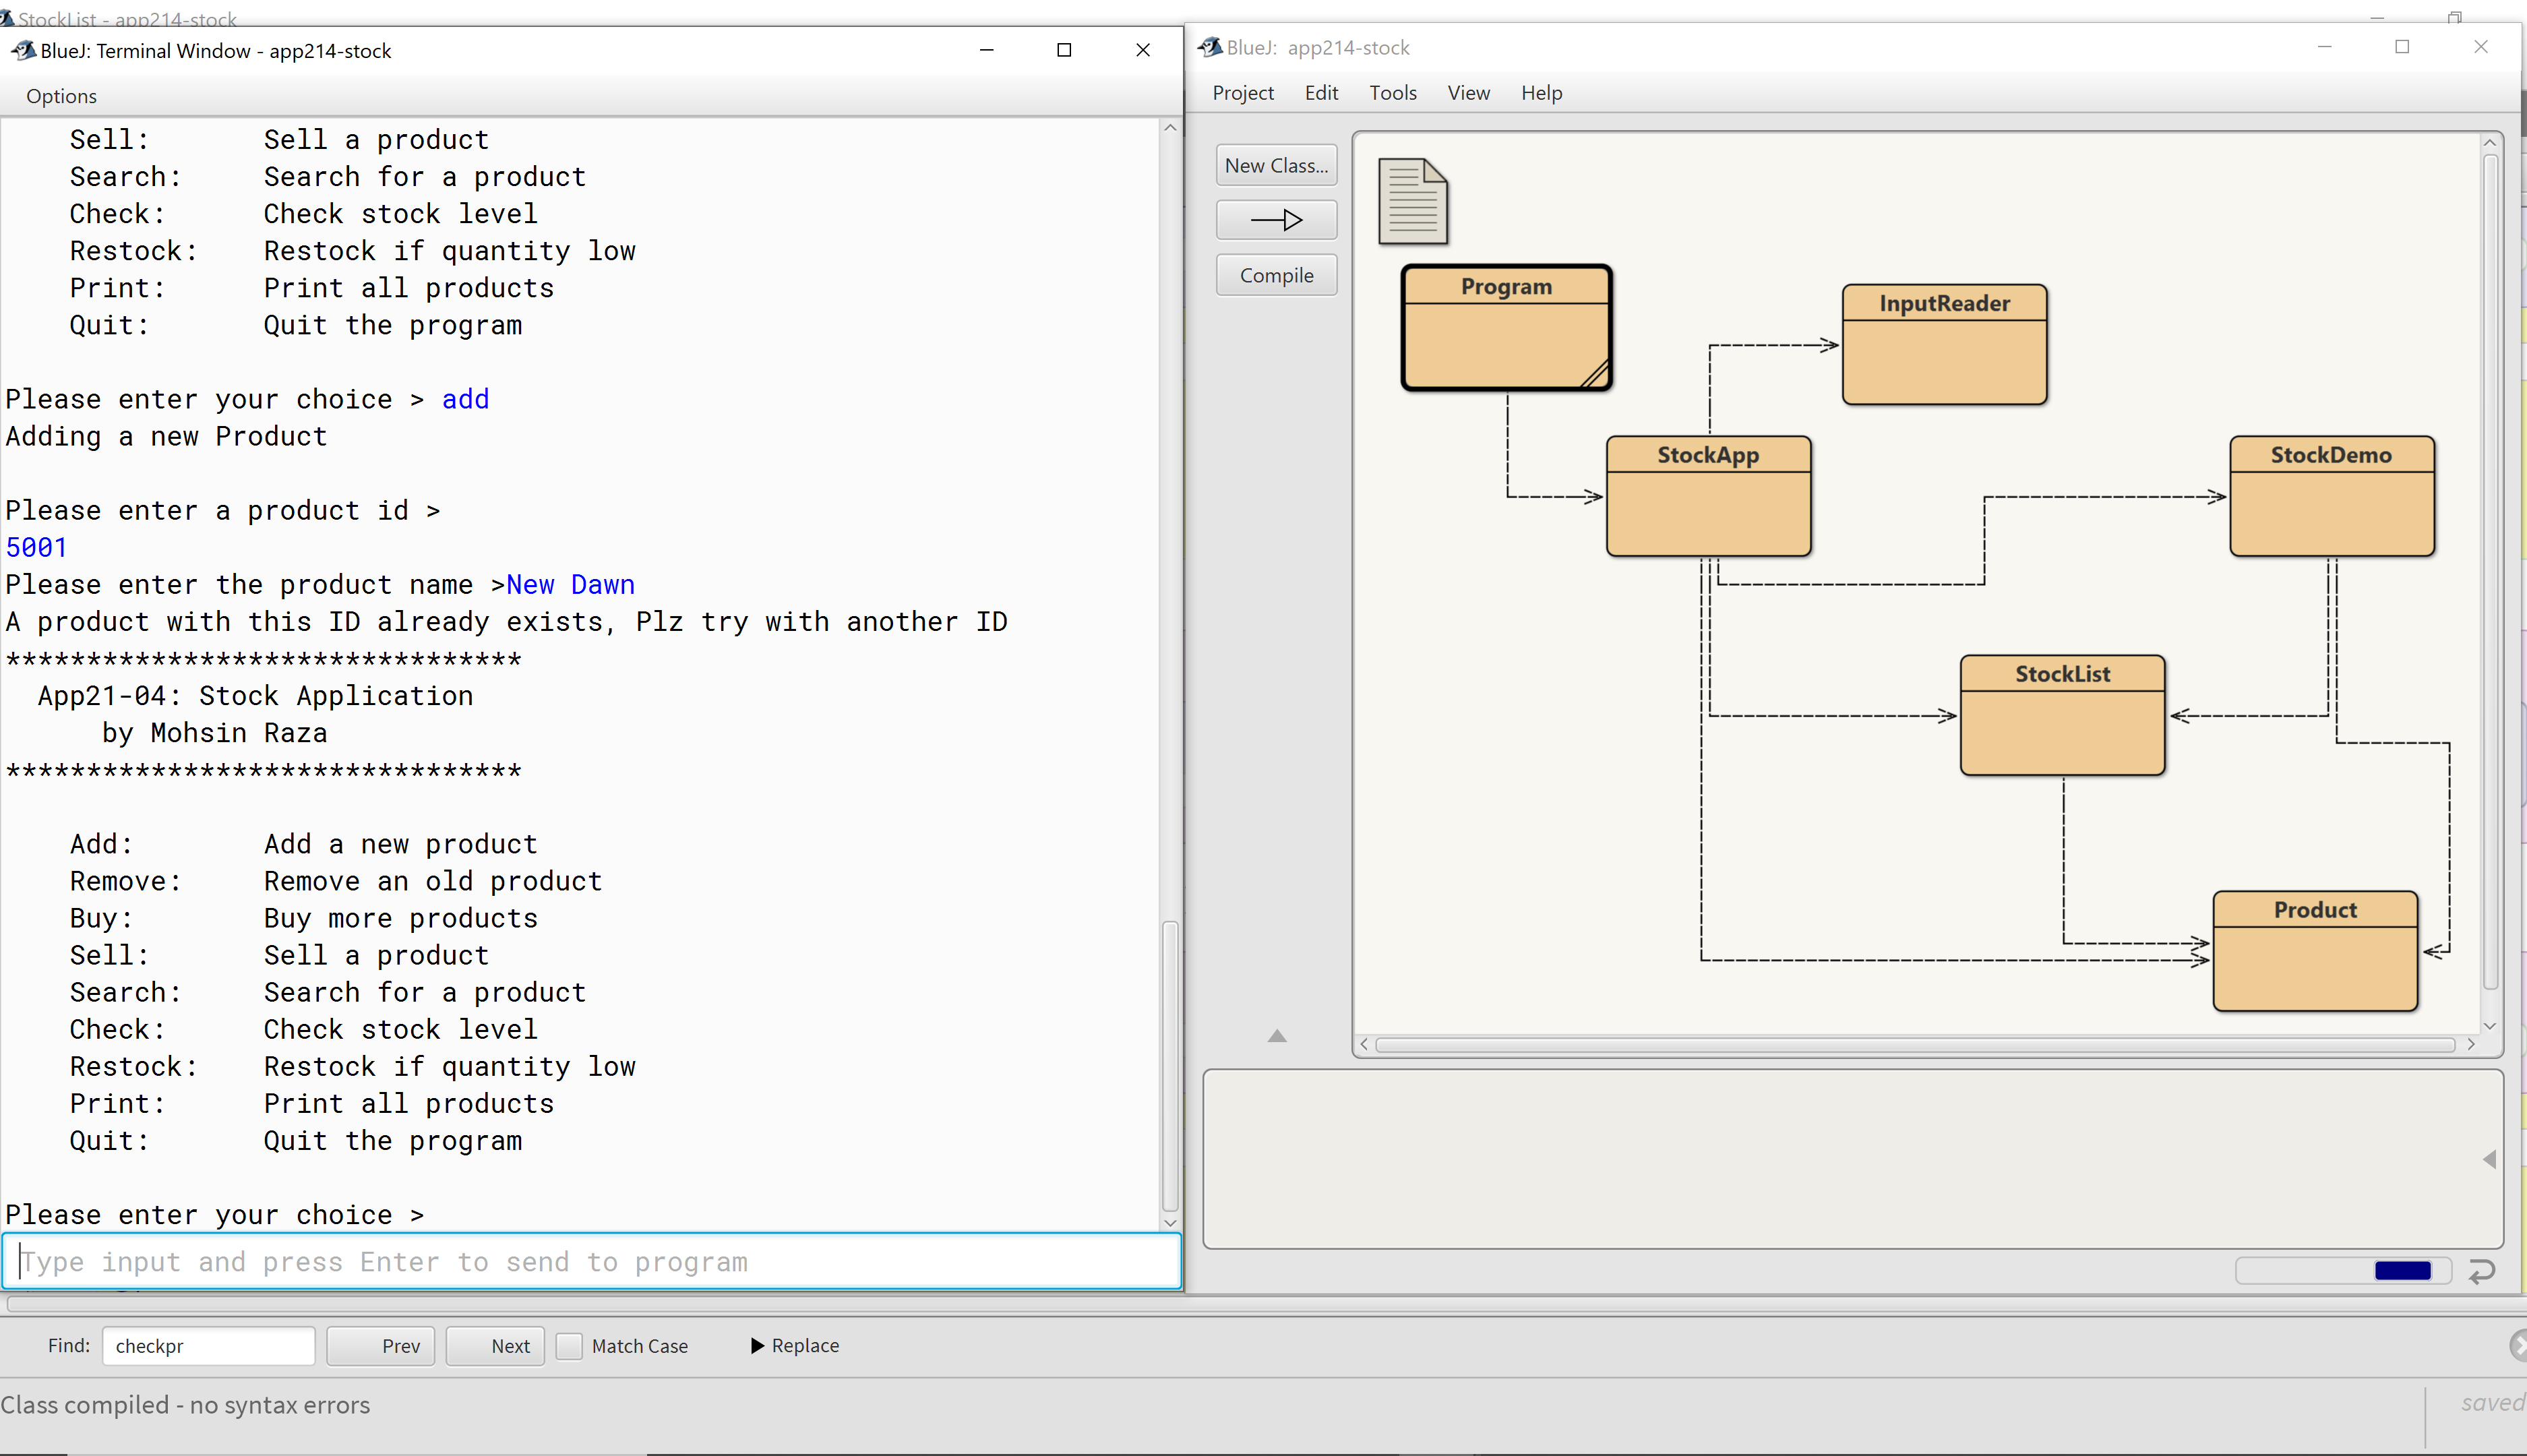 StockList - app214-stock
BlueJ: Terminal Window - app214-stock
Options
Sell: Sell a product
Search: Search for a product
Check: Check stock level
Restock: Restock if quantity low
Print: Print all products
Quit: Quit the program
Please enter your choice > add
Adding a new Product
Please enter a product id >
5001
Please enter the product name >New Dawn
A product with this ID already exists, Plz try with another ID
********************************
App21-04: Stock Application
by Mohsin Raza
********************************
Add: Add a new product
Remove: Remove an old product
Buy: Buy more products
Sell: Sell a product
Search: Search for a product
Check: Check stock level
Restock: Restock if quantity low
Print: Print all products
Quit: Quit the program
Please enter your choice >
Type input and press Enter to send to program
BlueJ: app214-stock
Project Edit Tools View Help
New Class...
Compile
Program
InputReader
StockApp
StockDemo
StockList
Product
Find: checkpr Prev Next Match Case Replace
Class compiled - no syntax errors
saved